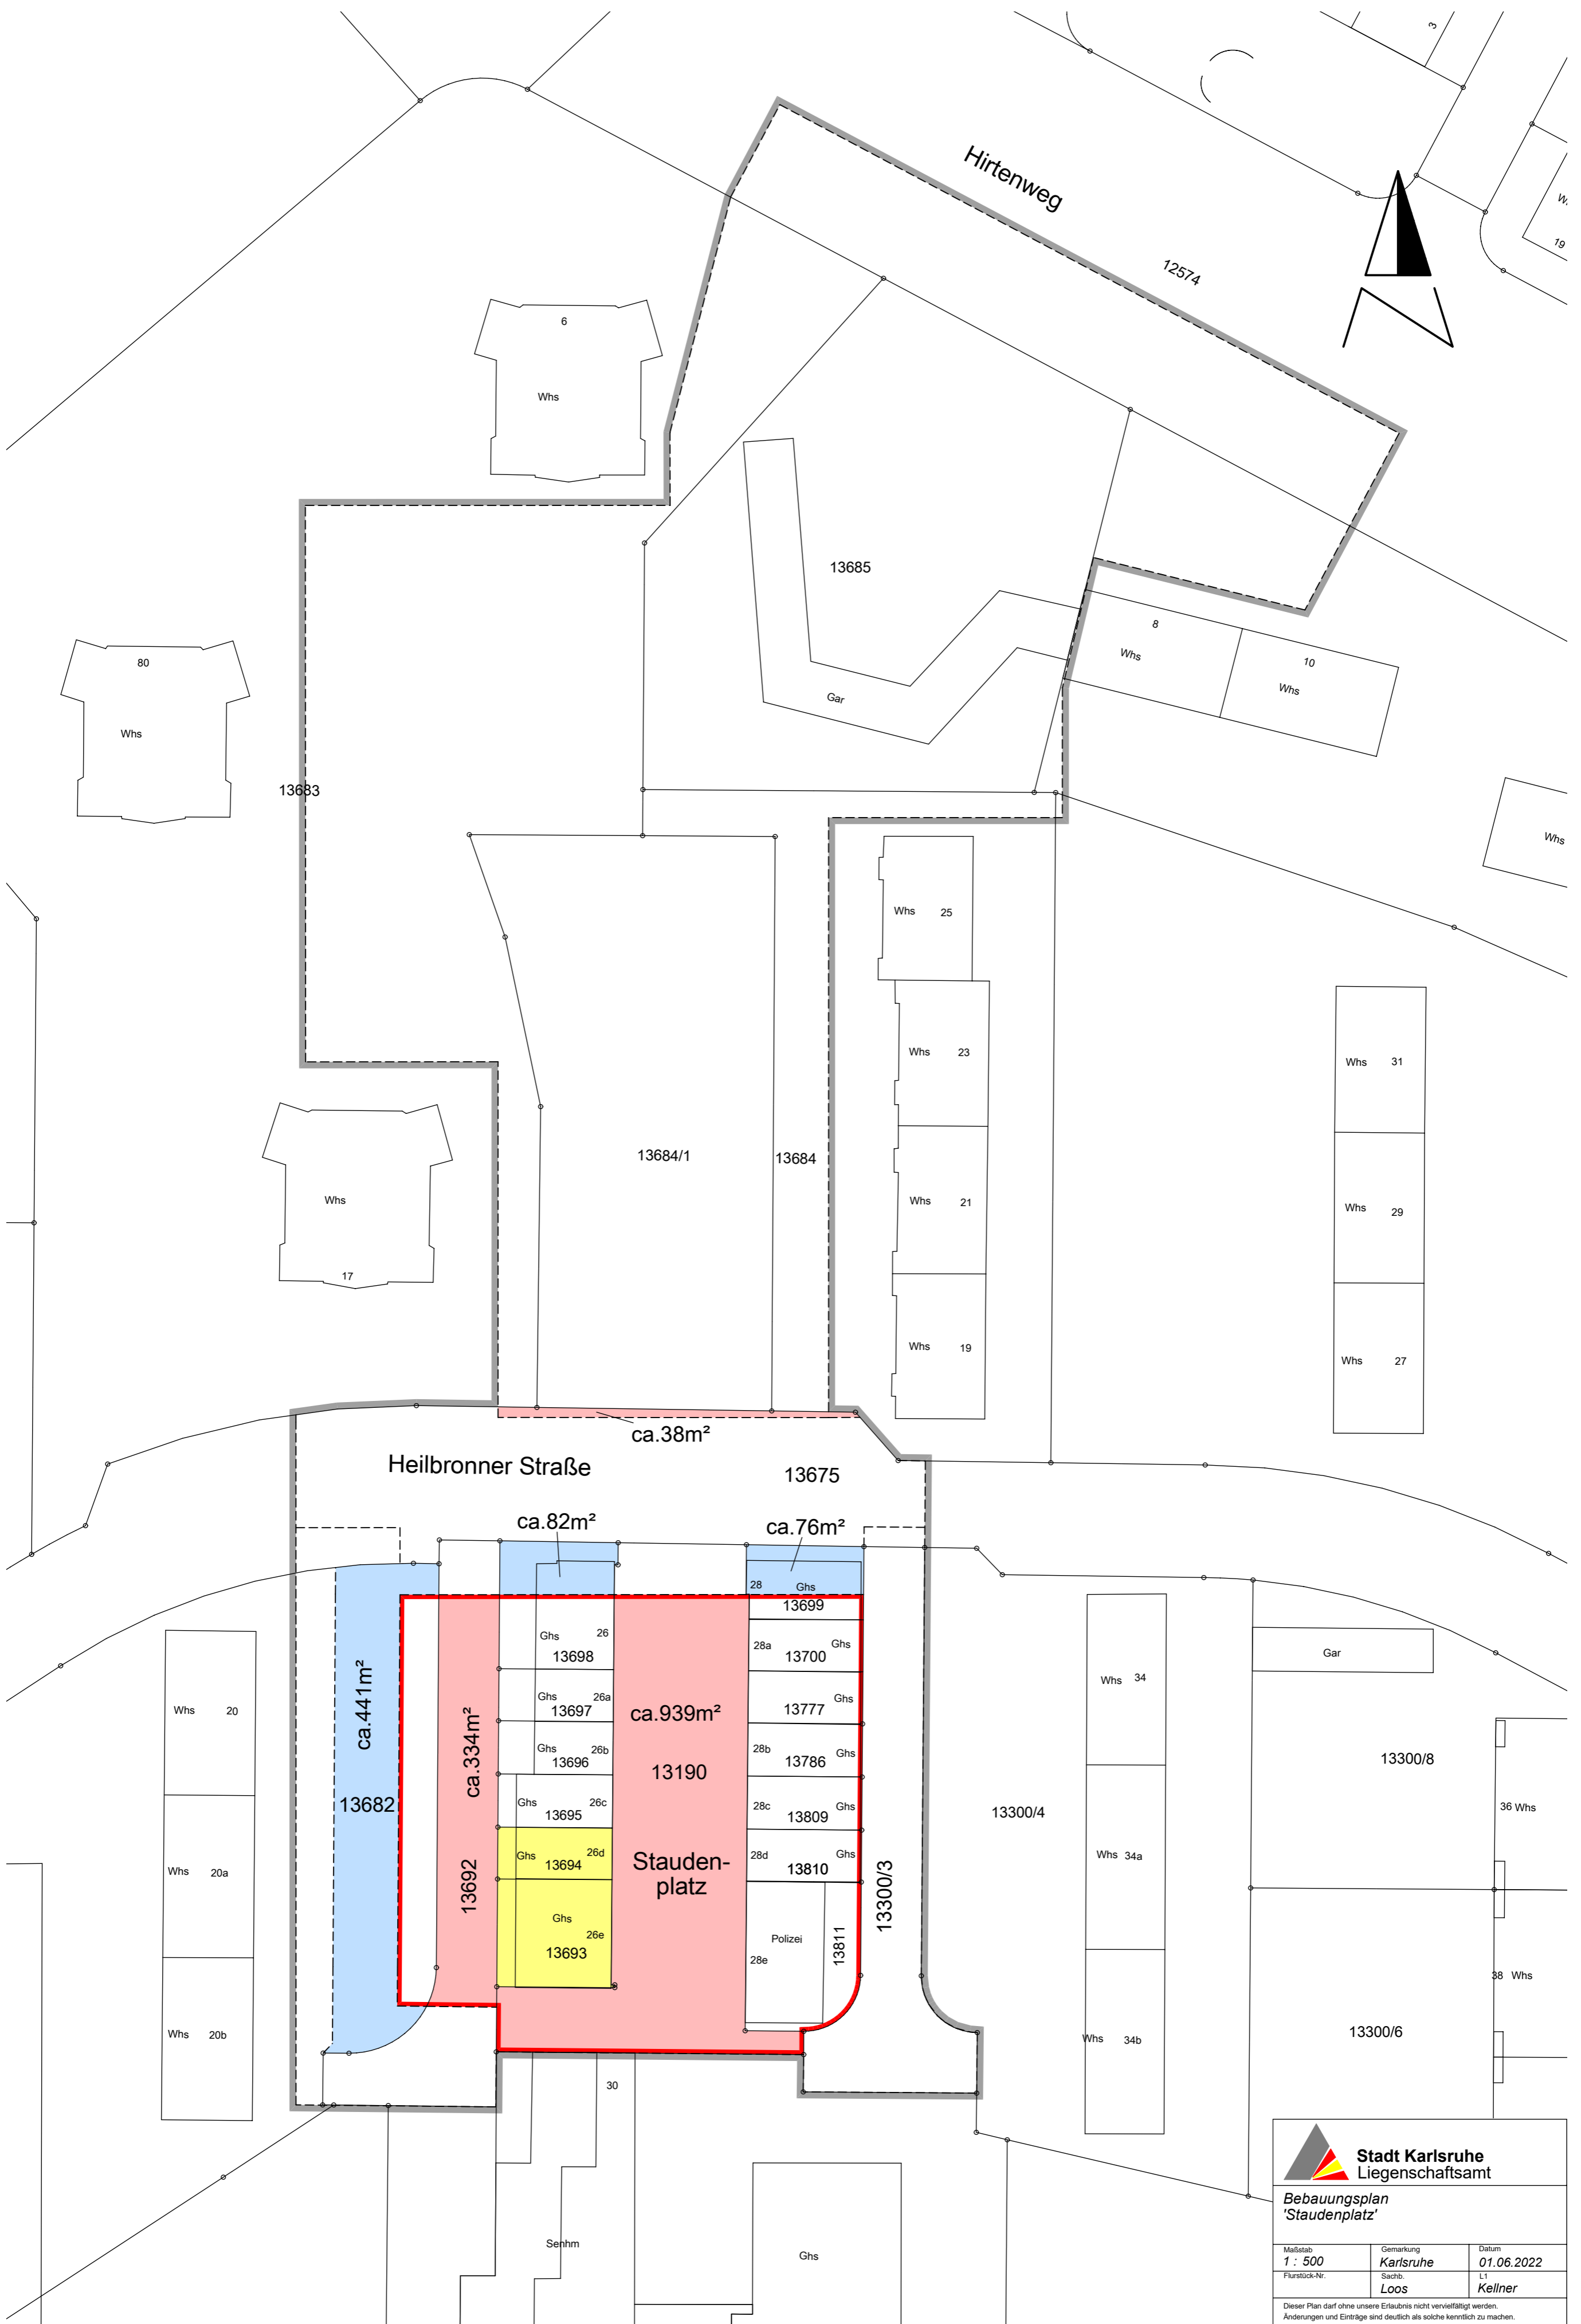 3
Hirtenweg
12574
19
6
Whs
13685
8
Whs
10
Whs
80
Whs
Gar
13683
Whs
Whs 25
Whs 23
Whs 31
13684/1
13684
Whs
Whs 21
Whs 29
17
Whs 19
Whs 27
ca.38m²
Heilbronner Straße
13675
ca.82m²
ca.76m²
28 Ghs
13699
Ghs 26
13698
28a Ghs
13700
Gar
Whs 34
Whs 20
ca.441m²
ca.334m²
Ghs 26a
13697
ca.939m²
Ghs
13777
Ghs 26b
13696
13190
28b Ghs
13786
13300/8
13682
Ghs 26c
13695
28c Ghs
13809
13300/4
36 Whs
Whs 20a
13692
Ghs 26d
13694
Stauden-
platz
28d Ghs
13810
Whs 34a
13300/3
Ghs
26e
13693
Polizei
28e
13811
38 Whs
Whs 20b
Whs 34b
13300/6
30
Senhm
Ghs
Stadt Karlsruhe
Liegenschaftsamt
Bebauungsplan
'Staudenplatz'
Maßstab Gemarkung Datum
1 : 500 Karlsruhe 01.06.2022
Flurstück-Nr. Sachb. L1
Loos Kellner
Dieser Plan darf ohne unsere Erlaubnis nicht vervielfältigt werden.
Änderungen und Einträge sind deutlich als solche kenntlich zu machen.